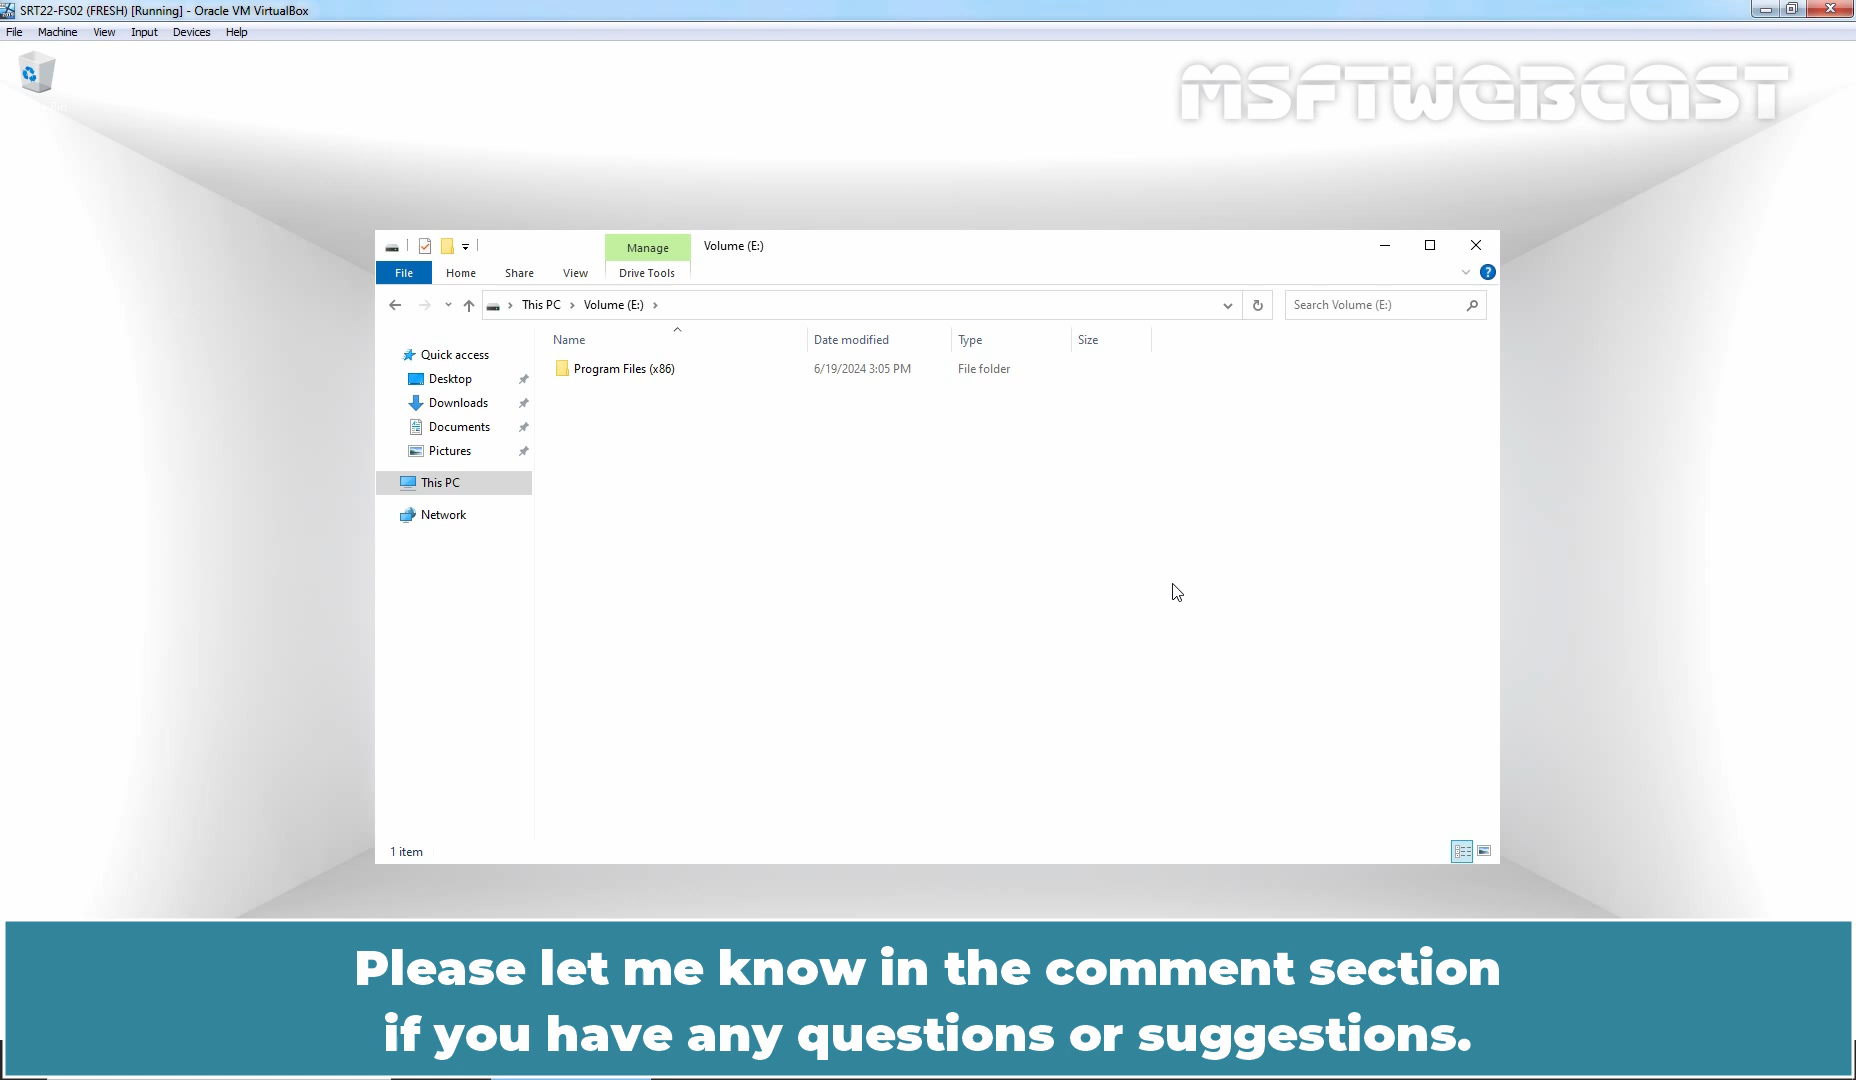 SRT22-FS02 (FRESH) [Running] - Oracle VM VirtualBox
File Machine View Input Devices Help
MSFTWEBCAST
Manage Volume (E:)
File Home Share View Drive Tools
This PC Volume (E:) Search Volume (E:)
Name Date modified Type Size
Program Files (x86) 6/19/2024 3:05 PM File folder
Quick access
Desktop
Downloads
Documents
Pictures
This PC
Network
1 item
Please let me know in the comment section
if you have any questions or suggestions.